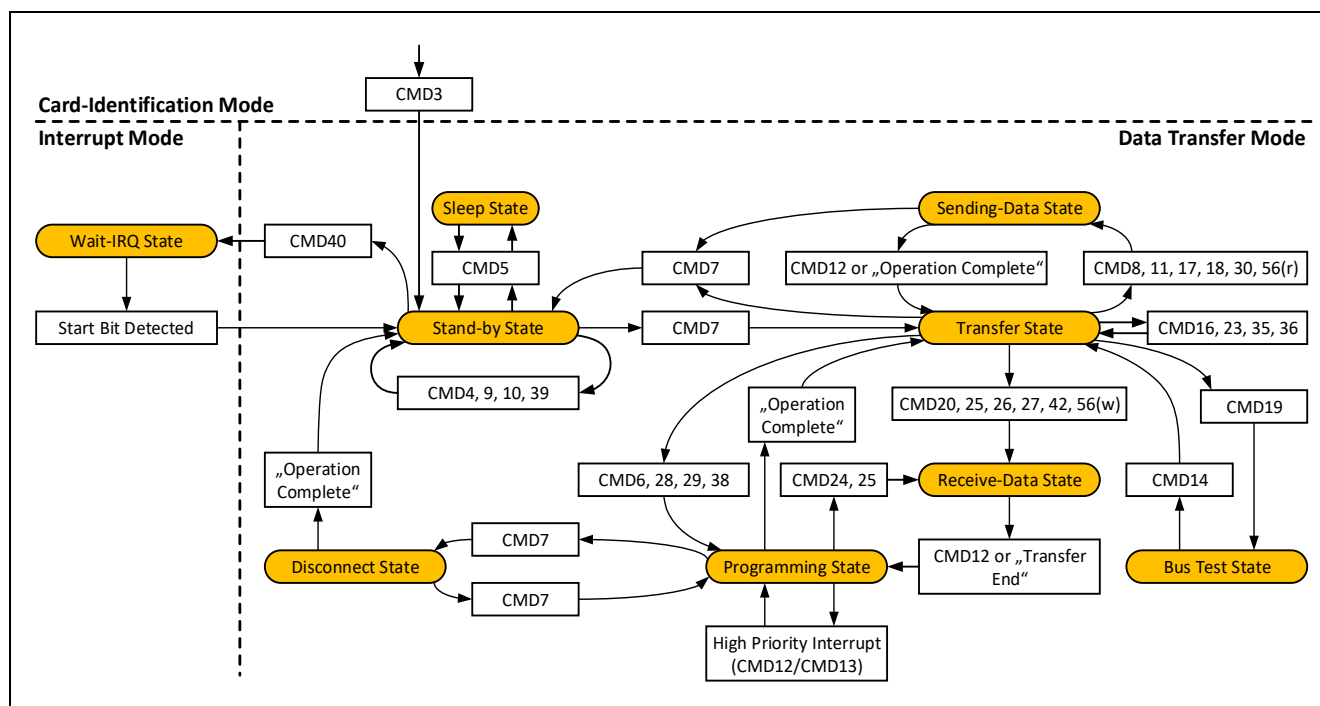 CMD3
Card-Identification Mode
Interrupt Mode
Data Transfer Mode
Sleep State
Sending-Data State
Wait-IRQ State
CMD40
CMD5
CMD7
CMD12 or „Operation Complete“
CMD8, 11, 17, 18, 30, 56(r)
Start Bit Detected
Stand-by State
CMD7
Transfer State
CMD16, 23, 35, 36
CMD4, 9, 10, 39
„Operation
Complete“
CMD20, 25, 26, 27, 42, 56(w)
CMD19
„Operation
Complete“
CMD6, 28, 29, 38
CMD24, 25
Receive-Data State
CMD14
CMD7
Disconnect State
Programming State
CMD12 or „Transfer
End“
Bus Test State
CMD7
High Priority Interrupt
(CMD12/CMD13)